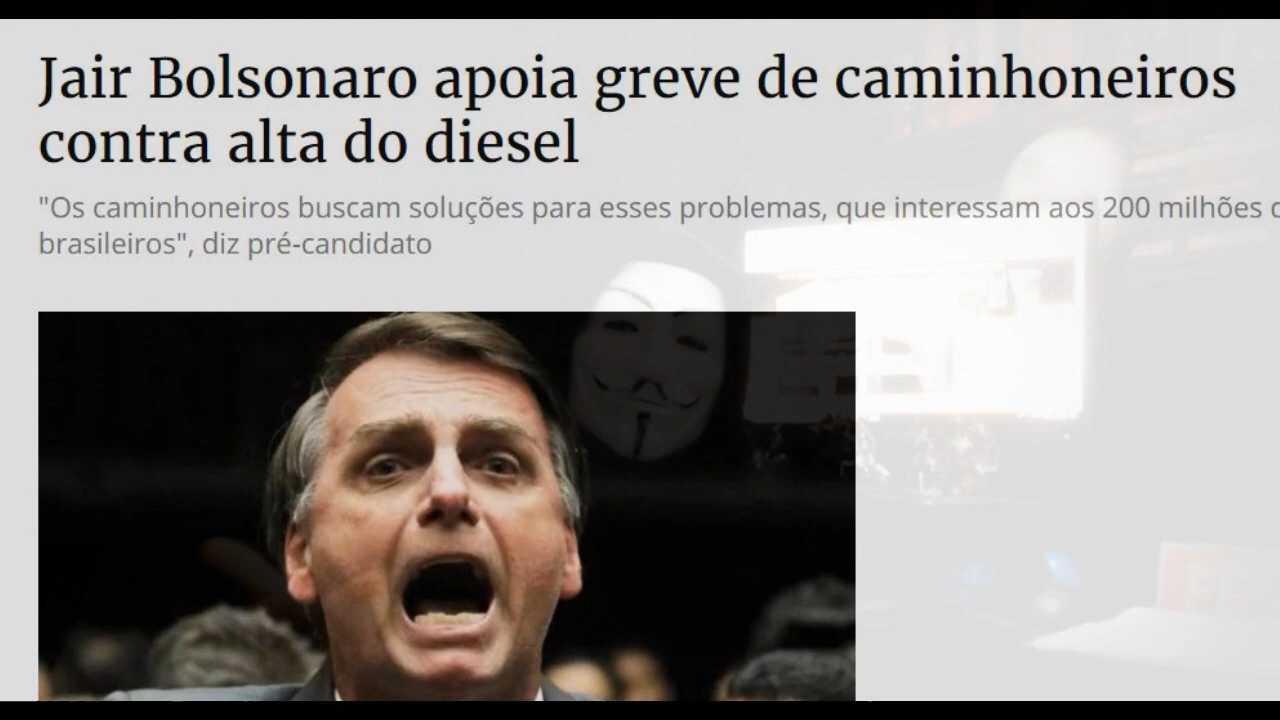 Jair Bolsonaro apoia greve de caminhoneiros
contra alta do diesel
"Os caminhoneiros buscam soluções para esses problemas, que interessam aos 200 milhões
brasileiros", diz pré-candidato